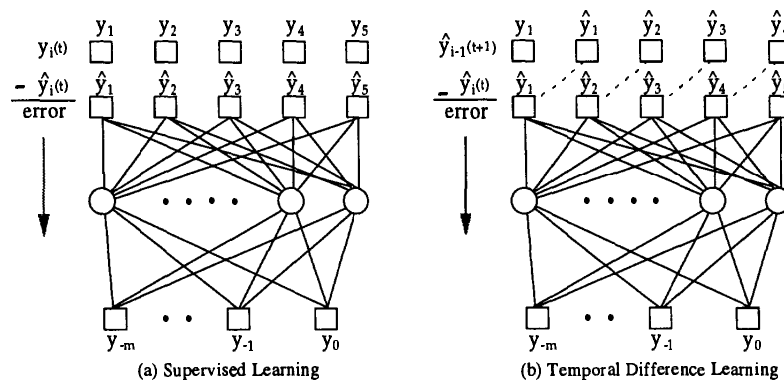 y₁ y₂ y₃ y₄ y₅
yᵢ(t)
− ŷᵢ(t) ŷ₁ ŷ₂ ŷ₃ ŷ₄ ŷ₅
error
y₋ₘ y₋₁ y₀
(a) Supervised Learning
y₁ ŷ₁ ŷ₂ ŷ₃
ŷᵢ₋₁(t+1)
− ŷᵢ(t) ŷ₁ ŷ₂ ŷ₃ ŷ₄
error
y₋ₘ y₋₁ y₀
(b) Temporal Difference Learning